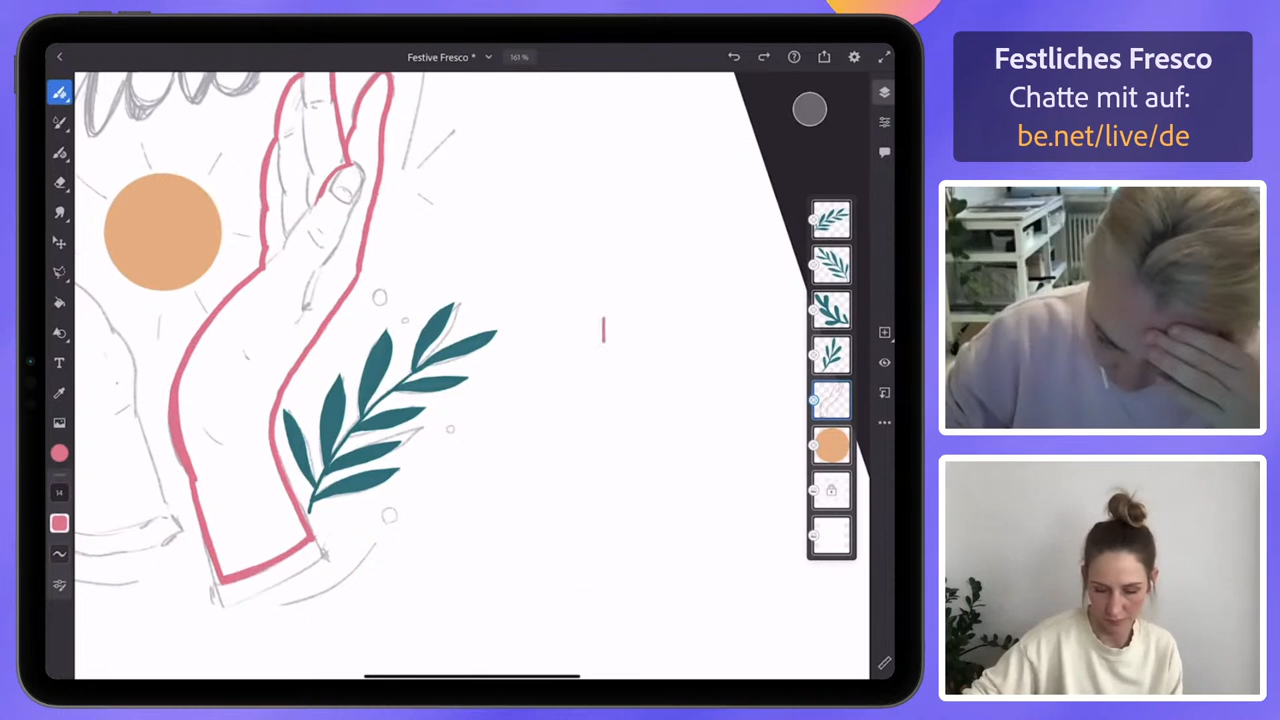 Festive Fresco *
161 %
Festliches Fresco
Chatte mit auf:
be.net/live/de
T
14